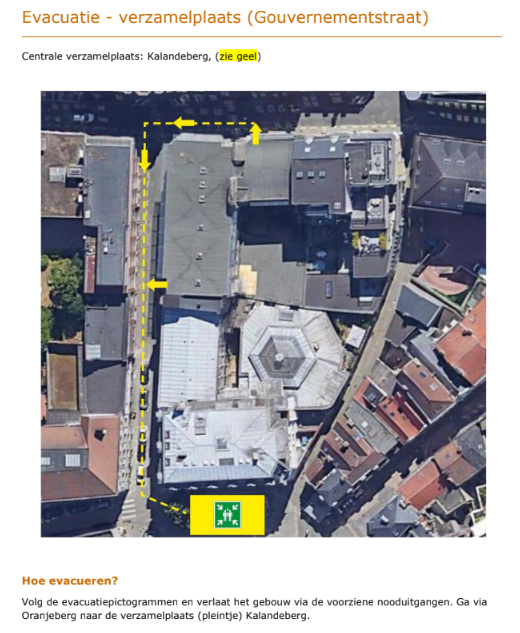 Evacuatie - verzamelplaats (Gouvernementstraat)
Centrale verzamelplaats: Kalandeberg, (zie geel)
Hoe evacueren?
Volg de evacuatiepictogrammen en verlaat het gebouw via de voorziene nooduitgangen. Ga via
Oranjeberg naar de verzamelplaats (pleintje) Kalandeberg.